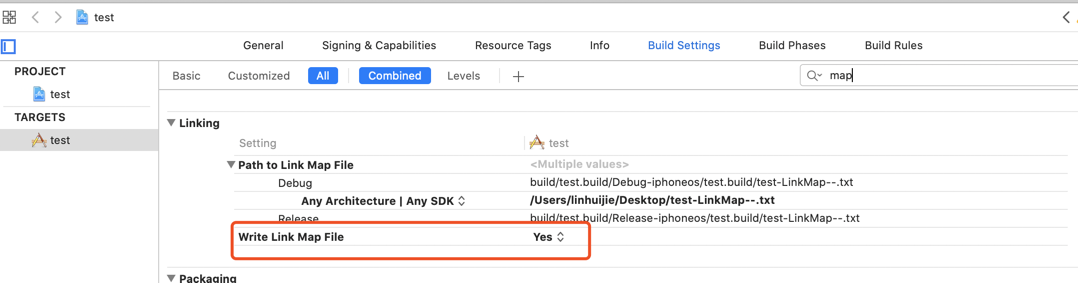 test
General Signing & Capabilities Resource Tags Info Build Settings Build Phases Build Rules
PROJECT
test
TARGETS
test
Basic Customized All Combined Levels + map
Linking
Setting test
Path to Link Map File <Multiple values>
Debug build/test.build/Debug-iphoneos/test.build/test-LinkMap--.txt
Any Architecture | Any SDK /Users/linhuijie/Desktop/test-LinkMap--.txt
Release build/test.build/Release-iphoneos/test.build/test-LinkMap--.txt
Write Link Map File Yes
Packaging